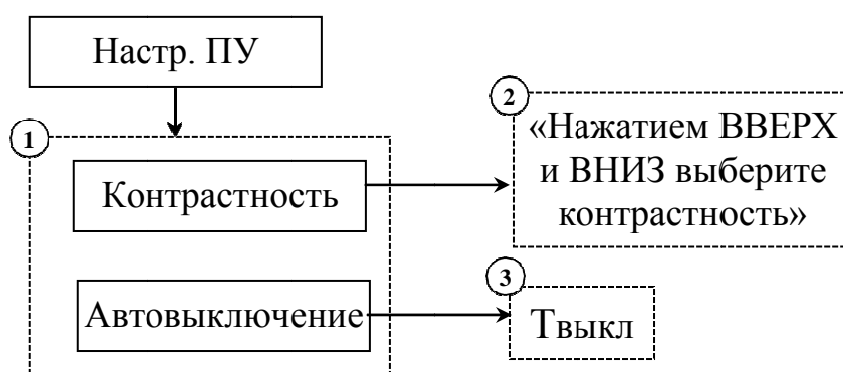 Настр. ПУ
1
Контрастность
2
«Нажатием ВВЕРХ
и ВНИЗ выберите
контрастность»
Автовыключение
3
Твыкл